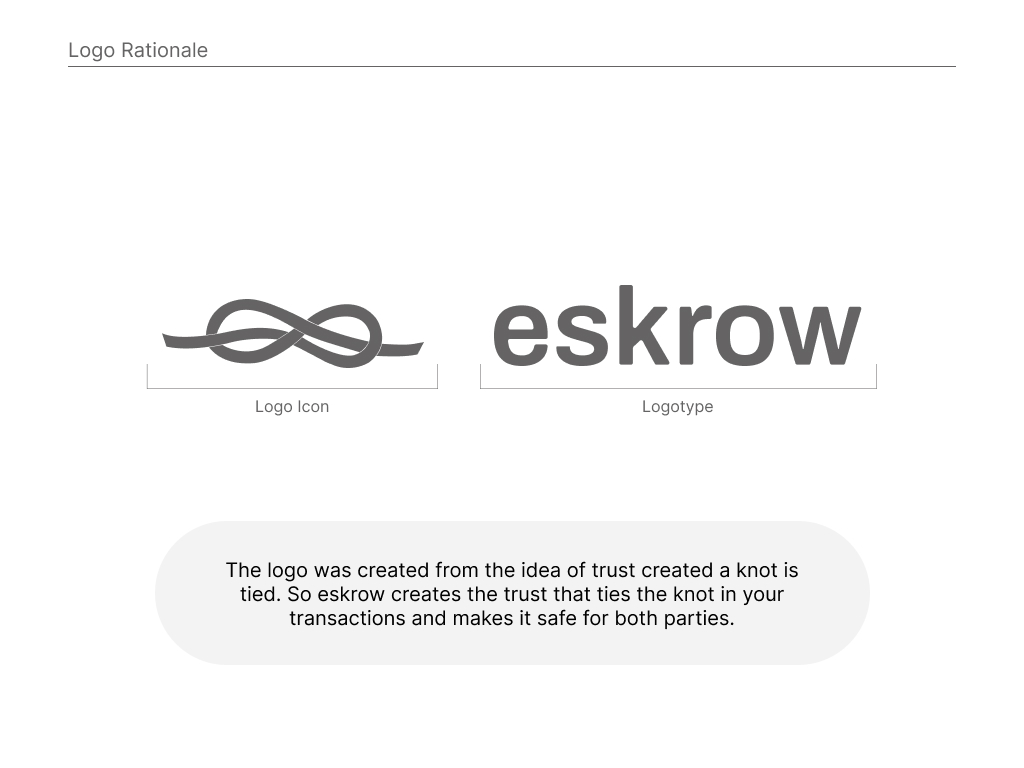 Logo Rationale
eskrow
Logo Icon
Logotype
The logo was created from the idea of trust created a knot is
tied. So eskrow creates the trust that ties the knot in your
transactions and makes it safe for both parties.